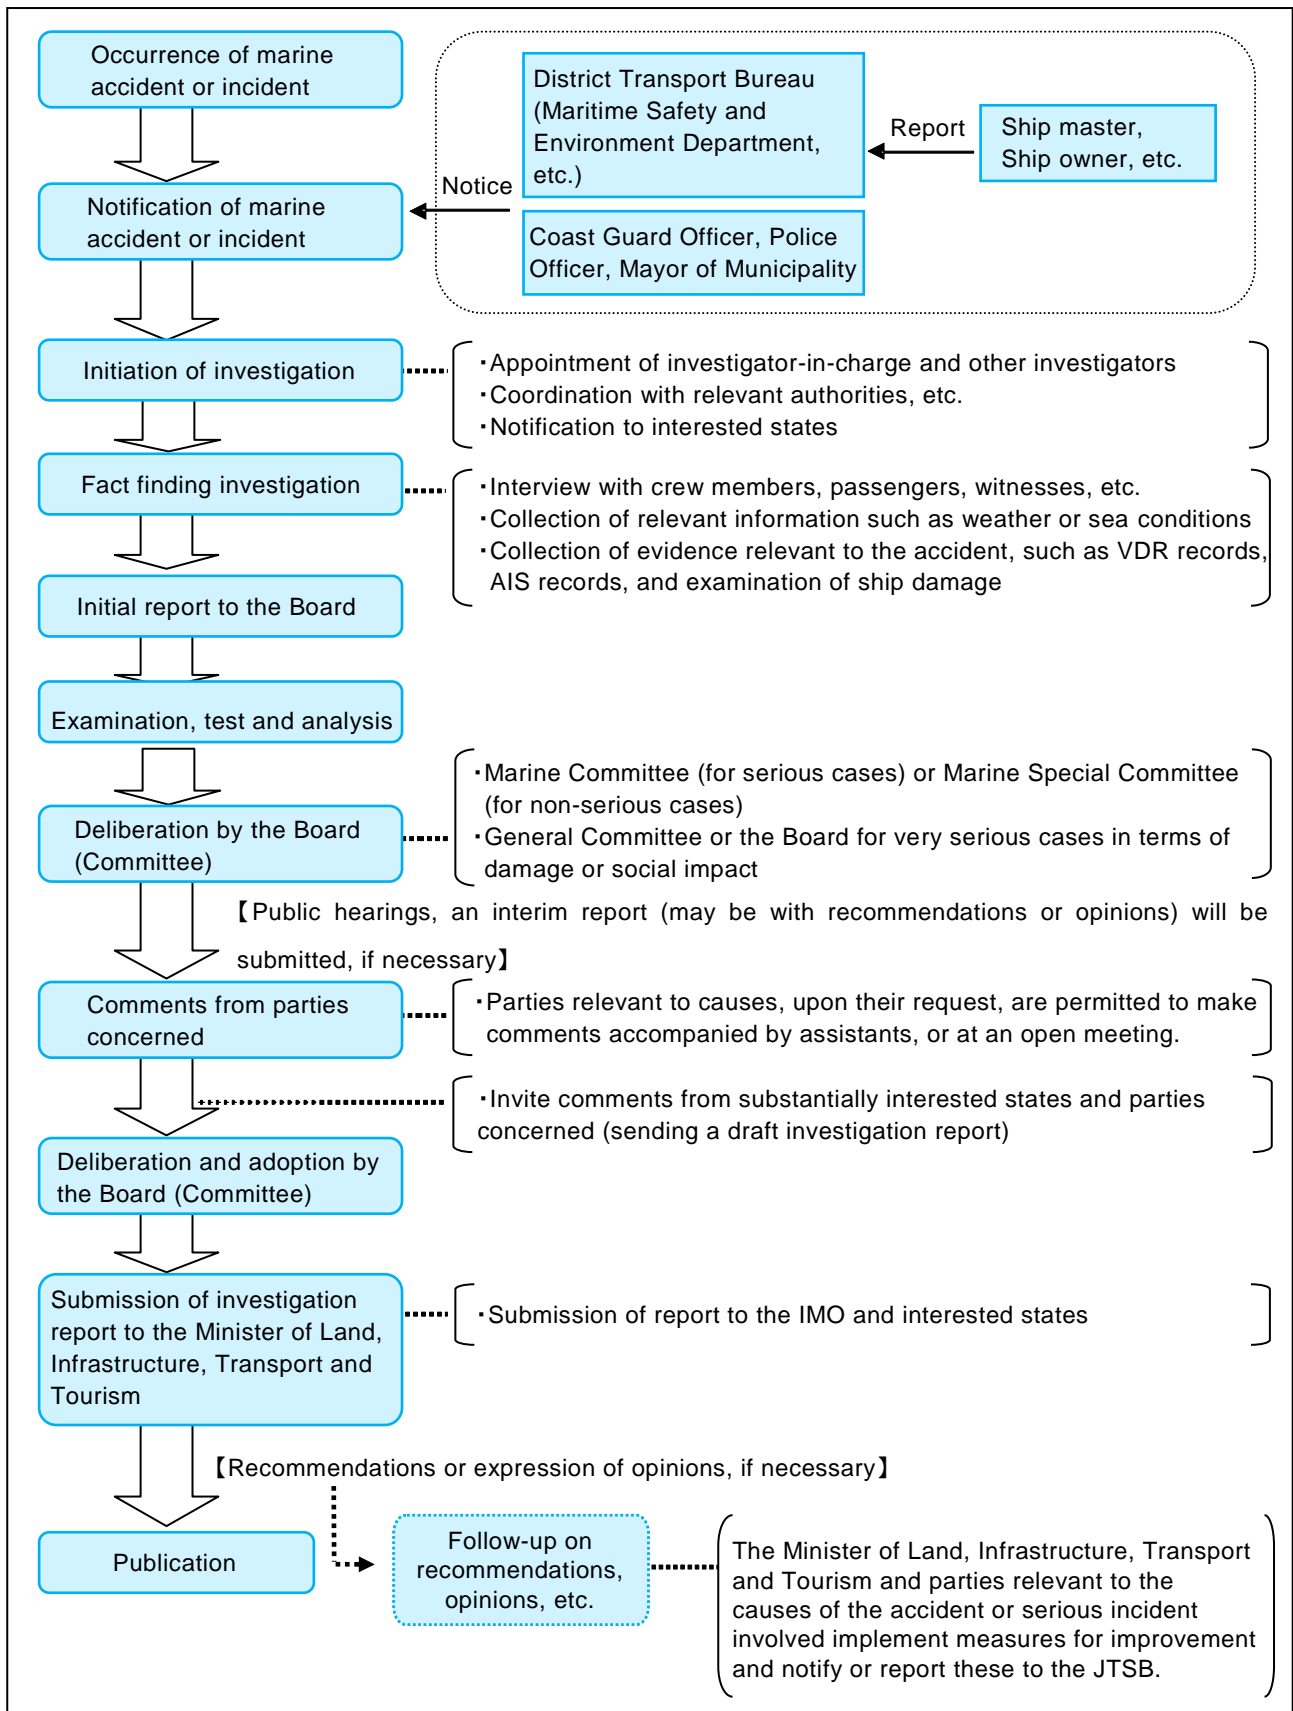 Occurrence of marine
accident or incident
District Transport Bureau
(Maritime Safety and
Environment Department,
etc.)
Report
Ship master,
Ship owner, etc.
Notice
Notification of marine
accident or incident
Coast Guard Officer, Police
Officer, Mayor of Municipality
Initiation of investigation
・Appointment of investigator-in-charge and other investigators
・Coordination with relevant authorities, etc.
・Notification to interested states
Fact finding investigation
・Interview with crew members, passengers, witnesses, etc.
・Collection of relevant information such as weather or sea conditions
・Collection of evidence relevant to the accident, such as VDR records,
AIS records, and examination of ship damage
Initial report to the Board
Examination, test and analysis
・Marine Committee (for serious cases) or Marine Special Committee
(for non-serious cases)
・General Committee or the Board for very serious cases in terms of
damage or social impact
Deliberation by the Board
(Committee)
【Public hearings, an interim report (may be with recommendations or opinions) will be
submitted, if necessary】
Comments from parties
concerned
・Parties relevant to causes, upon their request, are permitted to make
comments accompanied by assistants, or at an open meeting.
・Invite comments from substantially interested states and parties
concerned (sending a draft investigation report)
Deliberation and adoption by
the Board (Committee)
Submission of investigation
report to the Minister of Land,
Infrastructure, Transport and
Tourism
・Submission of report to the IMO and interested states
【Recommendations or expression of opinions, if necessary】
Publication
Follow-up on
recommendations,
opinions, etc.
The Minister of Land, Infrastructure, Transport
and Tourism and parties relevant to the
causes of the accident or serious incident
involved implement measures for improvement
and notify or report these to the JTSB.